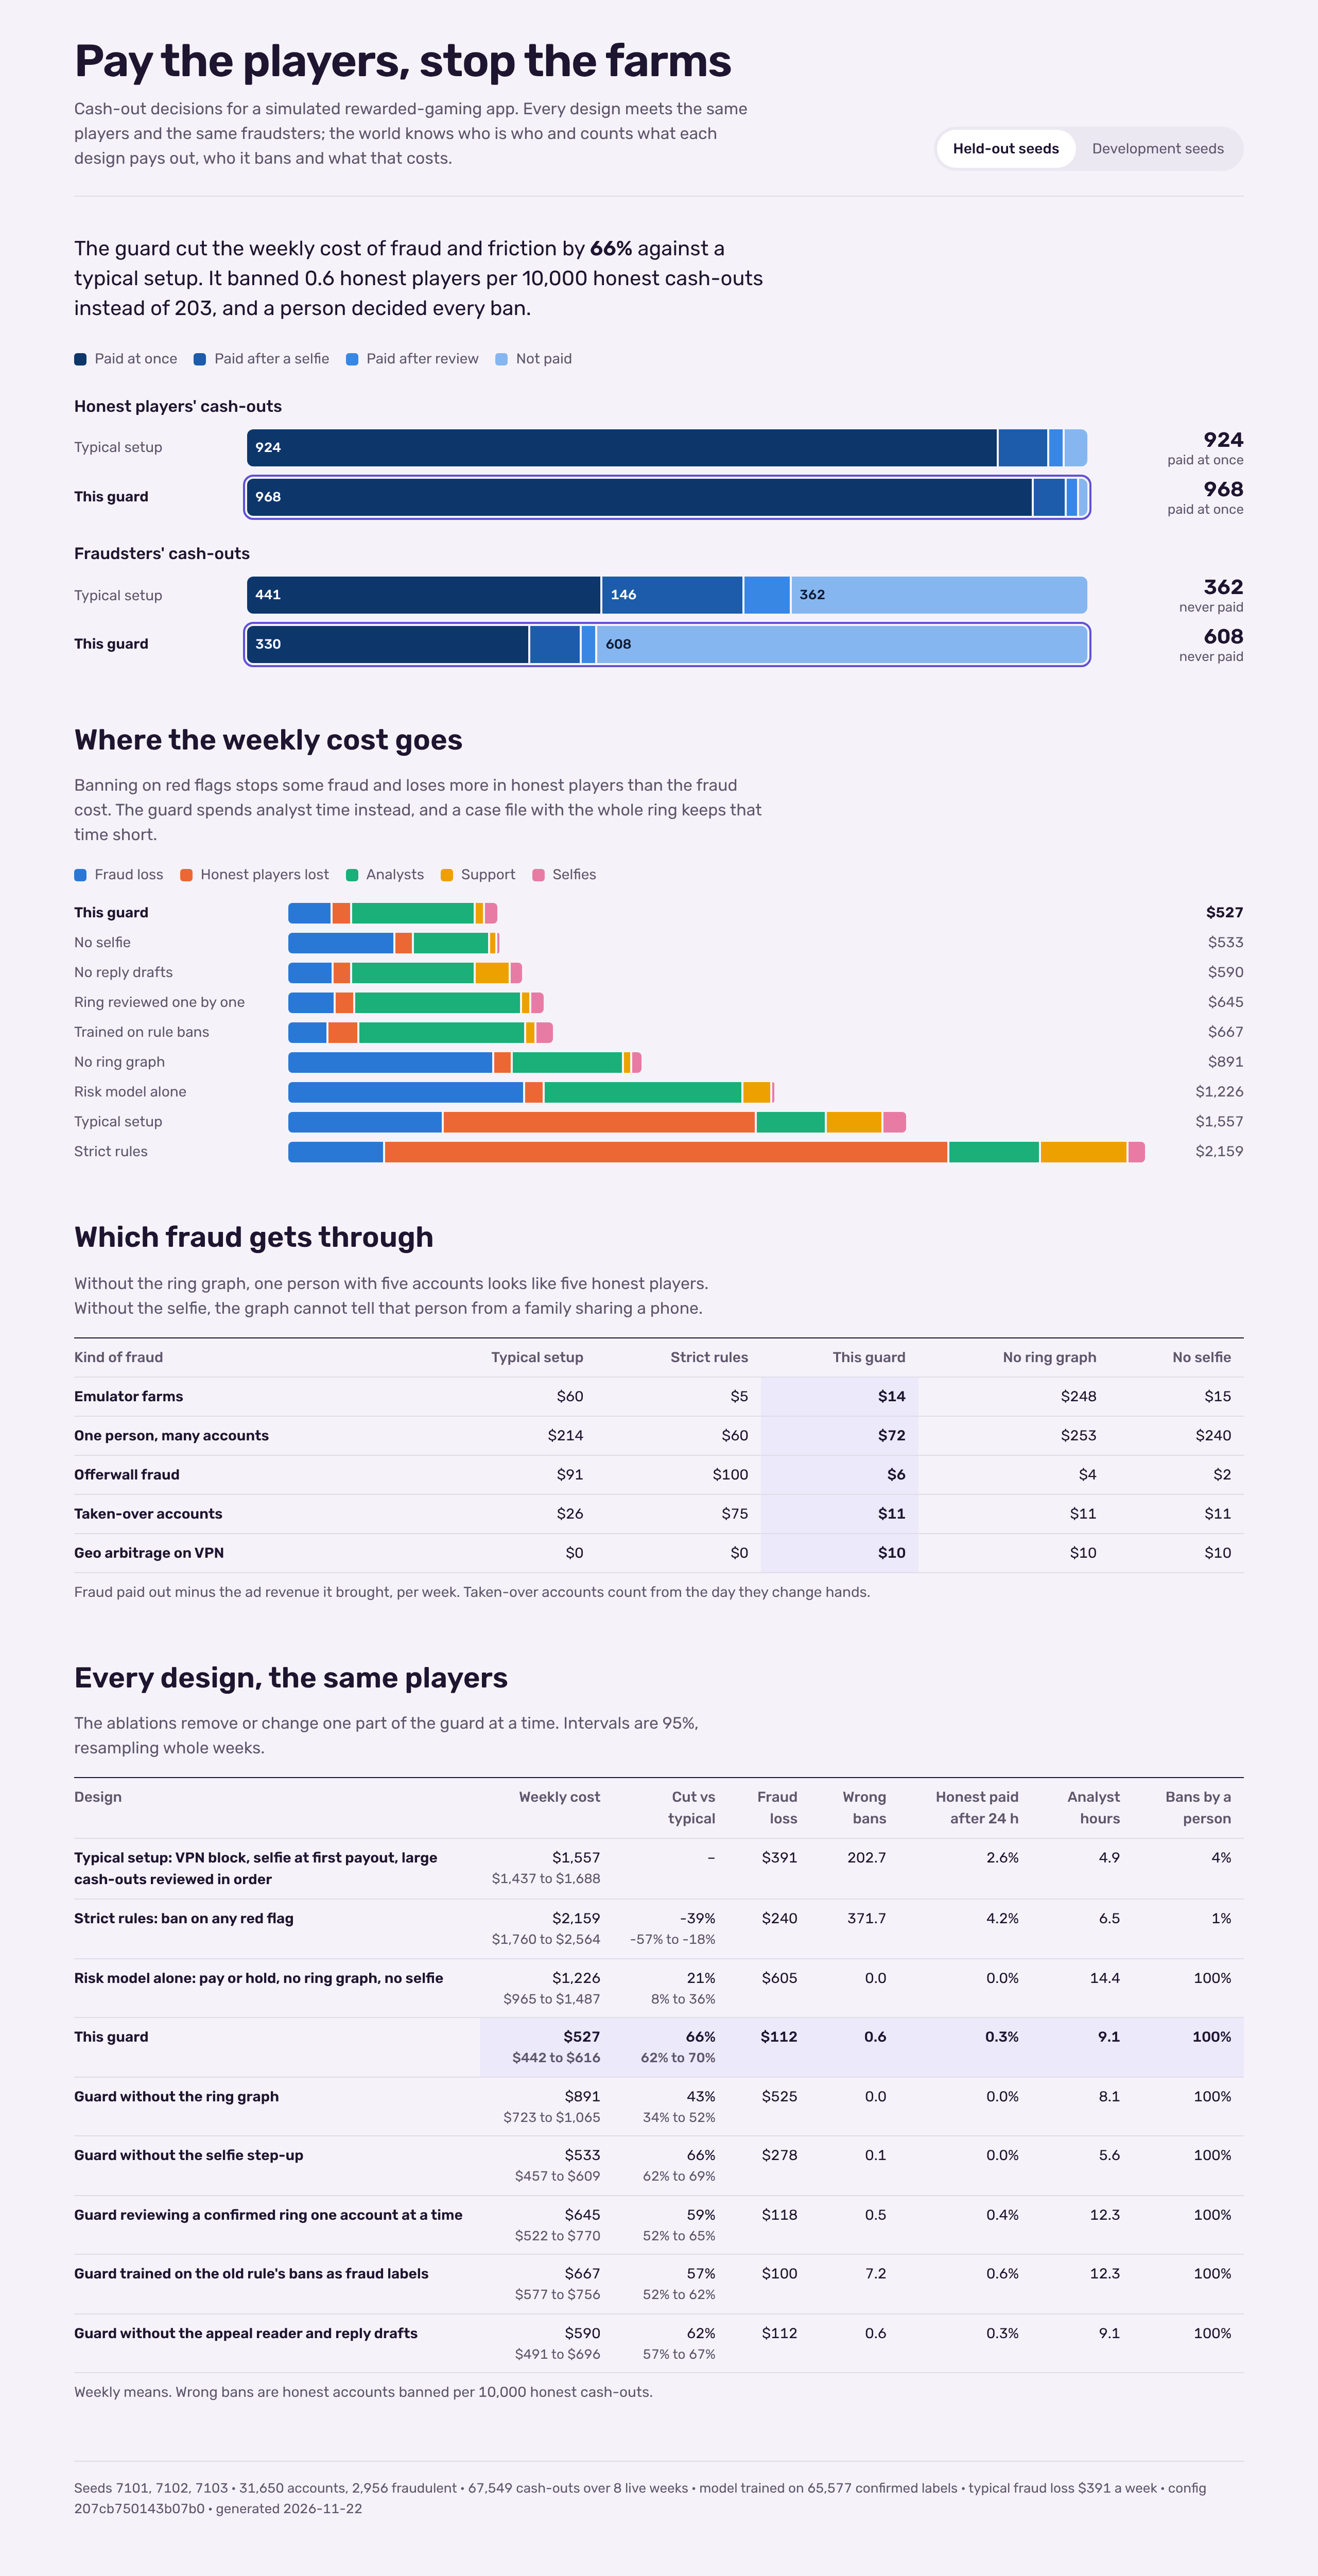 Pay the players, stop the farms
Cash-out decisions for a simulated rewarded-gaming app. Every design meets the same
players and the same fraudsters; the world knows who is who and counts what each
design pays out, who it bans and what that costs.
Held-out seeds
Development seeds
The guard cut the weekly cost of fraud and friction by 66% against a
typical setup. It banned 0.6 honest players per 10,000 honest cash-outs
instead of 203, and a person decided every ban.
Paid at once Paid after a selfie Paid after review Not paid
Honest players' cash-outs
Typical setup 924 924
paid at once
This guard 968 968
paid at once
Fraudsters' cash-outs
Typical setup 441 146 362 362
never paid
This guard 330 608 608
never paid
Where the weekly cost goes
Banning on red flags stops some fraud and loses more in honest players than the fraud
cost. The guard spends analyst time instead, and a case file with the whole ring keeps that
time short.
Fraud loss Honest players lost Analysts Support Selfies
This guard $527
No selfie $533
No reply drafts $590
Ring reviewed one by one $645
Trained on rule bans $667
No ring graph $891
Risk model alone $1,226
Typical setup $1,557
Strict rules $2,159
Which fraud gets through
Without the ring graph, one person with five accounts looks like five honest players.
Without the selfie, the graph cannot tell that person from a family sharing a phone.
Kind of fraud Typical setup Strict rules This guard No ring graph No selfie
Emulator farms $60 $5 $14 $248 $15
One person, many accounts $214 $60 $72 $253 $240
Offerwall fraud $91 $100 $6 $4 $2
Taken-over accounts $26 $75 $11 $11 $11
Geo arbitrage on VPN $0 $0 $10 $10 $10
Fraud paid out minus the ad revenue it brought, per week. Taken-over accounts count from the day they change hands.
Every design, the same players
The ablations remove or change one part of the guard at a time. Intervals are 95%,
resampling whole weeks.
Design Weekly cost Cut vs Fraud Wrong Honest paid Analyst Bans by a
typical loss bans after 24 h hours person
Typical setup: VPN block, selfie at first payout, large $1,557 – $391 202.7 2.6% 4.9 4%
cash-outs reviewed in order $1,437 to $1,688
Strict rules: ban on any red flag $2,159 -39% $240 371.7 4.2% 6.5 1%
$1,760 to $2,564 -57% to -18%
Risk model alone: pay or hold, no ring graph, no selfie $1,226 21% $605 0.0 0.0% 14.4 100%
$965 to $1,487 8% to 36%
This guard $527 66% $112 0.6 0.3% 9.1 100%
$442 to $616 62% to 70%
Guard without the ring graph $891 43% $525 0.0 0.0% 8.1 100%
$723 to $1,065 34% to 52%
Guard without the selfie step-up $533 66% $278 0.1 0.0% 5.6 100%
$457 to $609 62% to 69%
Guard reviewing a confirmed ring one account at a time $645 59% $118 0.5 0.4% 12.3 100%
$522 to $770 52% to 65%
Guard trained on the old rule's bans as fraud labels $667 57% $100 7.2 0.6% 12.3 100%
$577 to $756 52% to 62%
Guard without the appeal reader and reply drafts $590 62% $112 0.6 0.3% 9.1 100%
$491 to $696 57% to 67%
Weekly means. Wrong bans are honest accounts banned per 10,000 honest cash-outs.
Seeds 7101, 7102, 7103 • 31,650 accounts, 2,956 fraudulent • 67,549 cash-outs over 8 live weeks • model trained on 65,577 confirmed labels • typical fraud loss $391 a week • config
207cb750143b07b0 • generated 2026-11-22